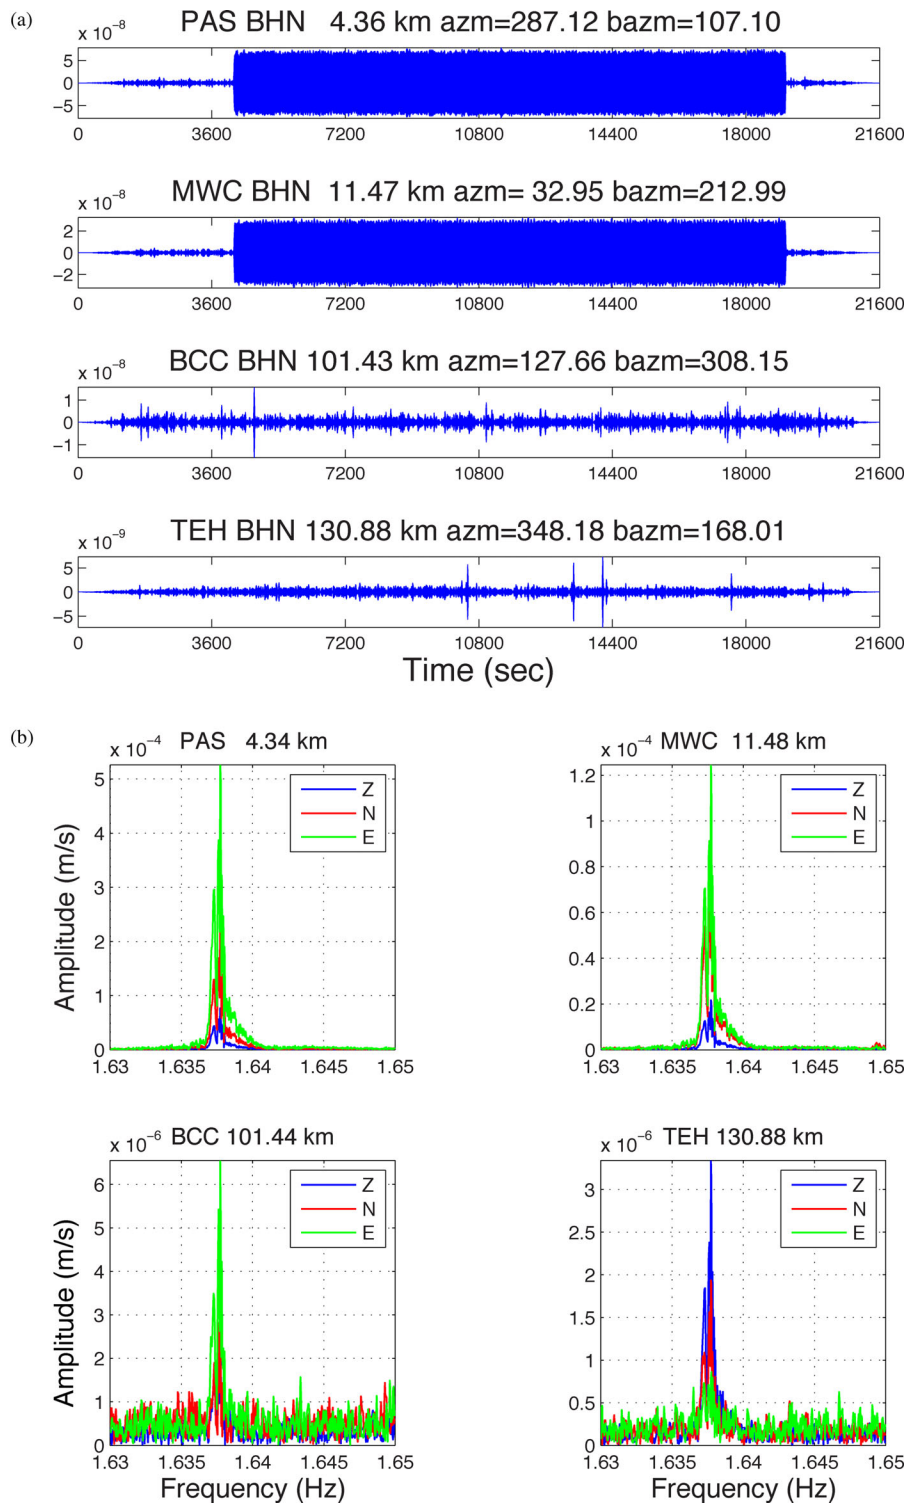 (a)
PAS BHN 4.36 km azm=287.12 bazm=107.10
x 10⁻⁸
5
0
−5
0 3600 7200 10800 14400 18000 21600
MWC BHN 11.47 km azm= 32.95 bazm=212.99
x 10⁻⁸
2
0
−2
0 3600 7200 10800 14400 18000 21600
BCC BHN 101.43 km azm=127.66 bazm=308.15
x 10⁻⁸
1
0
−1
0 3600 7200 10800 14400 18000 21600
TEH BHN 130.88 km azm=348.18 bazm=168.01
x 10⁻⁹
5
0
−5
0 3600 7200 10800 14400 18000 21600
Time (sec)
(b)
x 10⁻⁴ PAS 4.34 km
Z
N
E
5
4
3
2
1
0
Amplitude (m/s)
1.63 1.635 1.64 1.645 1.65
x 10⁻⁴ MWC 11.48 km
Z
N
E
1.2
1
0.8
0.6
0.4
0.2
0
1.63 1.635 1.64 1.645 1.65
x 10⁻⁶ BCC 101.44 km
Z
N
E
6
5
4
3
2
1
0
Amplitude (m/s)
1.63 1.635 1.64 1.645 1.65
Frequency (Hz)
x 10⁻⁶ TEH 130.88 km
Z
N
E
3
2.5
2
1.5
1
0.5
0
1.63 1.635 1.64 1.645 1.65
Frequency (Hz)